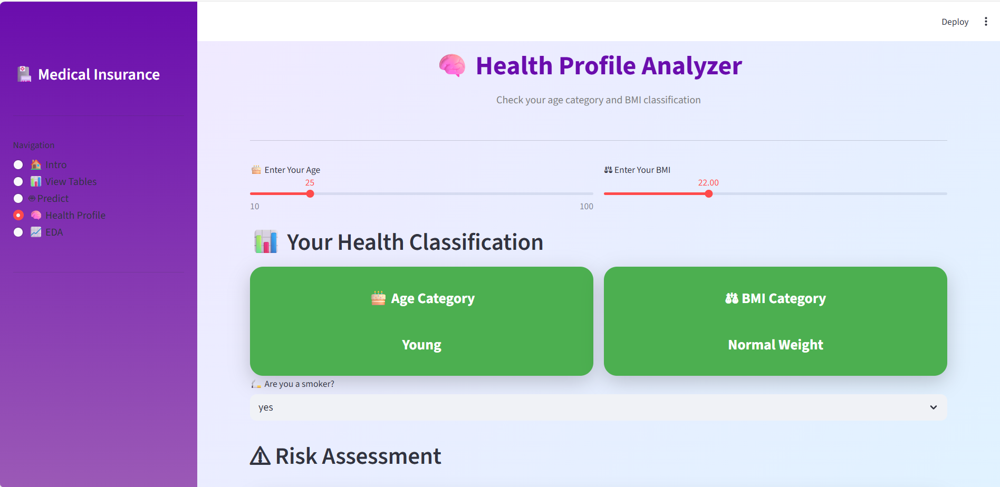 Deploy
🏥 Medical Insurance
Navigation
🏠 Intro
📊 View Tables
Predict
🧠 Health Profile
📈 EDA
🧠 Health Profile Analyzer
Check your age category and BMI classification
🎂 Enter Your Age
25
10 100
⚖ Enter Your BMI
22.00
📊 Your Health Classification
🎂 Age Category
Young
⚖ BMI Category
Normal Weight
🚬 Are you a smoker?
yes
⚠ Risk Assessment